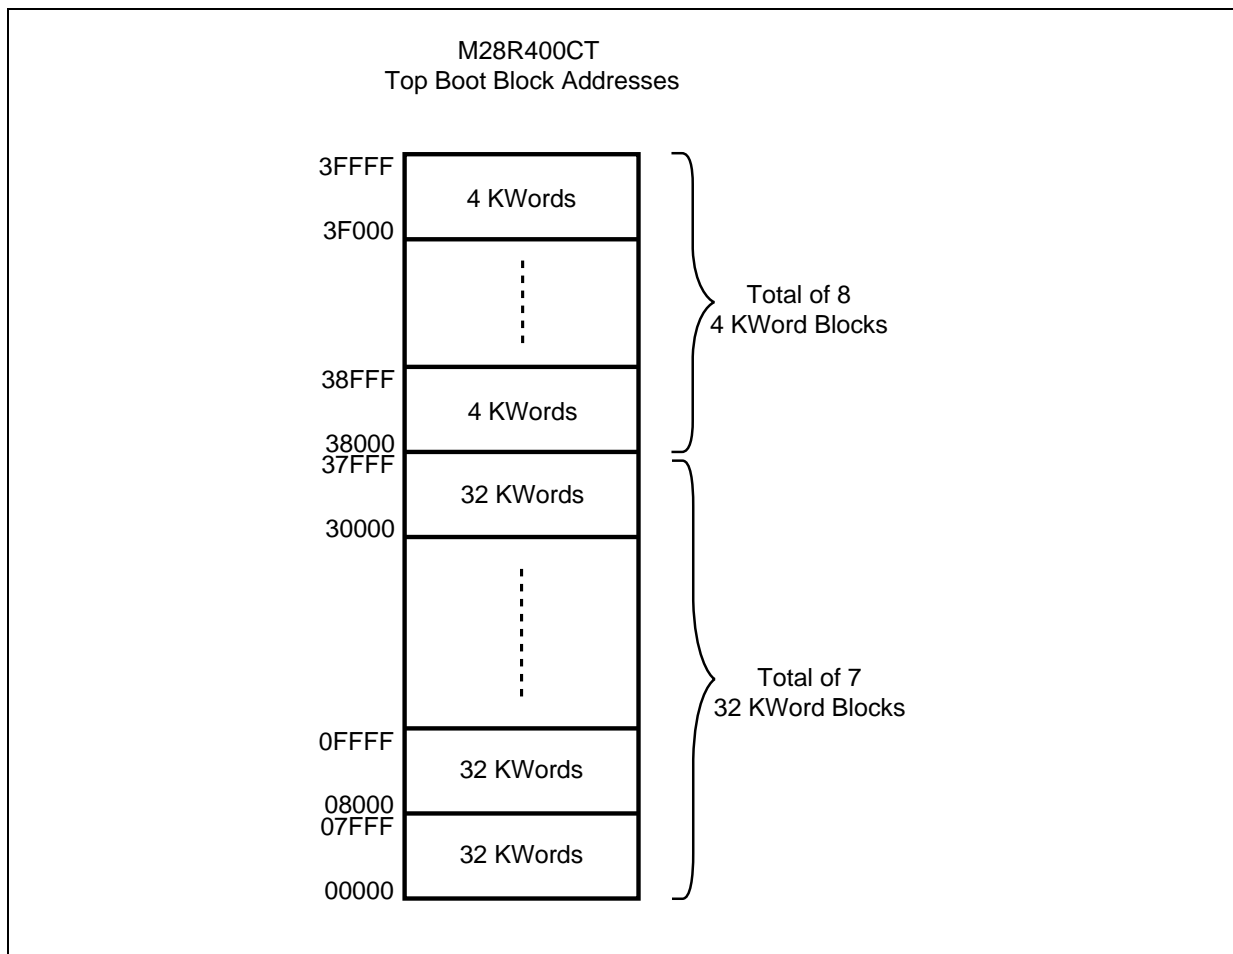 M28R400CT
Top Boot Block Addresses
3FFFF
4 KWords
3F000
Total of 8
4 KWord Blocks
38FFF
4 KWords
38000
37FFF
32 KWords
30000
Total of 7
32 KWord Blocks
0FFFF
32 KWords
08000
07FFF
32 KWords
00000